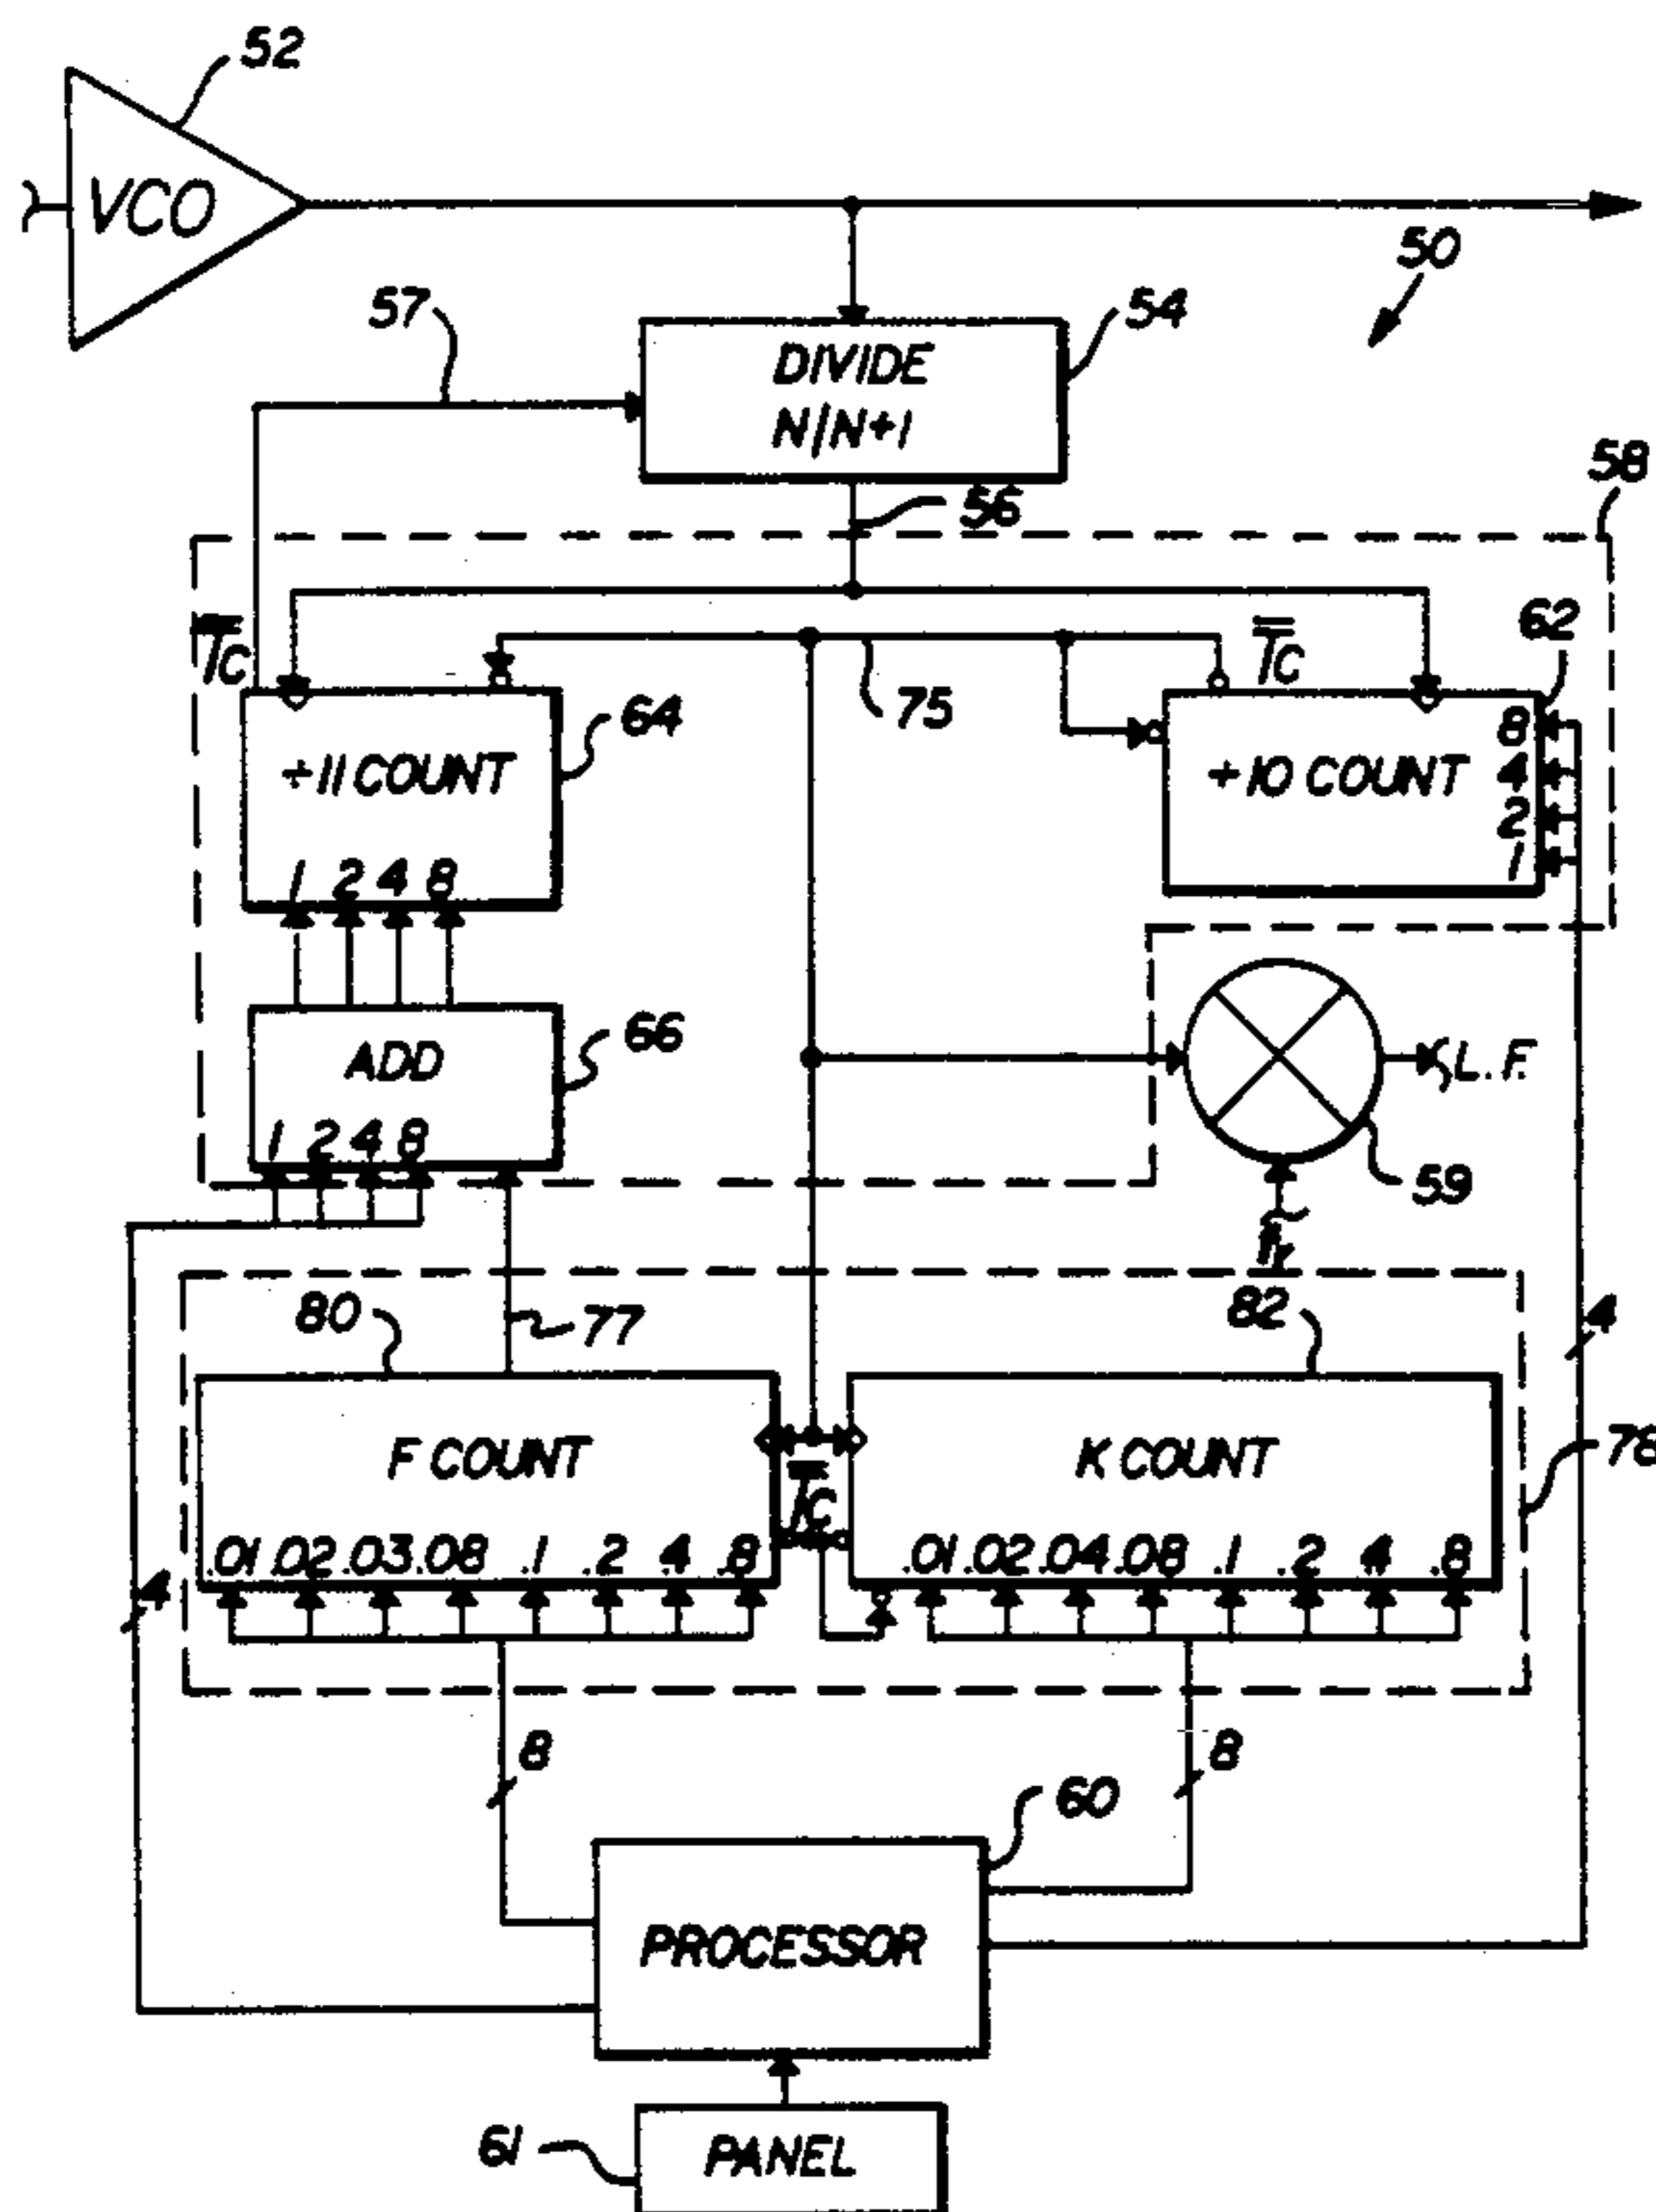 52
VCO
50
57
54
DIVIDE
N/N+1
58
56
62
T̅C
T̅C
75
64
8
÷11 COUNT
÷10 COUNT
4
2
1
1 2 4 8
66
ADD
L.F.
1 2 4 8
59
80
77
82
4
78
F COUNT
K COUNT
T̅C
.01 .02 .03 .08 .1 .2 .4 .8
.01 .02 .04 .08 .1 .2 .4 .8
4
8
8
60
PROCESSOR
61
PANEL